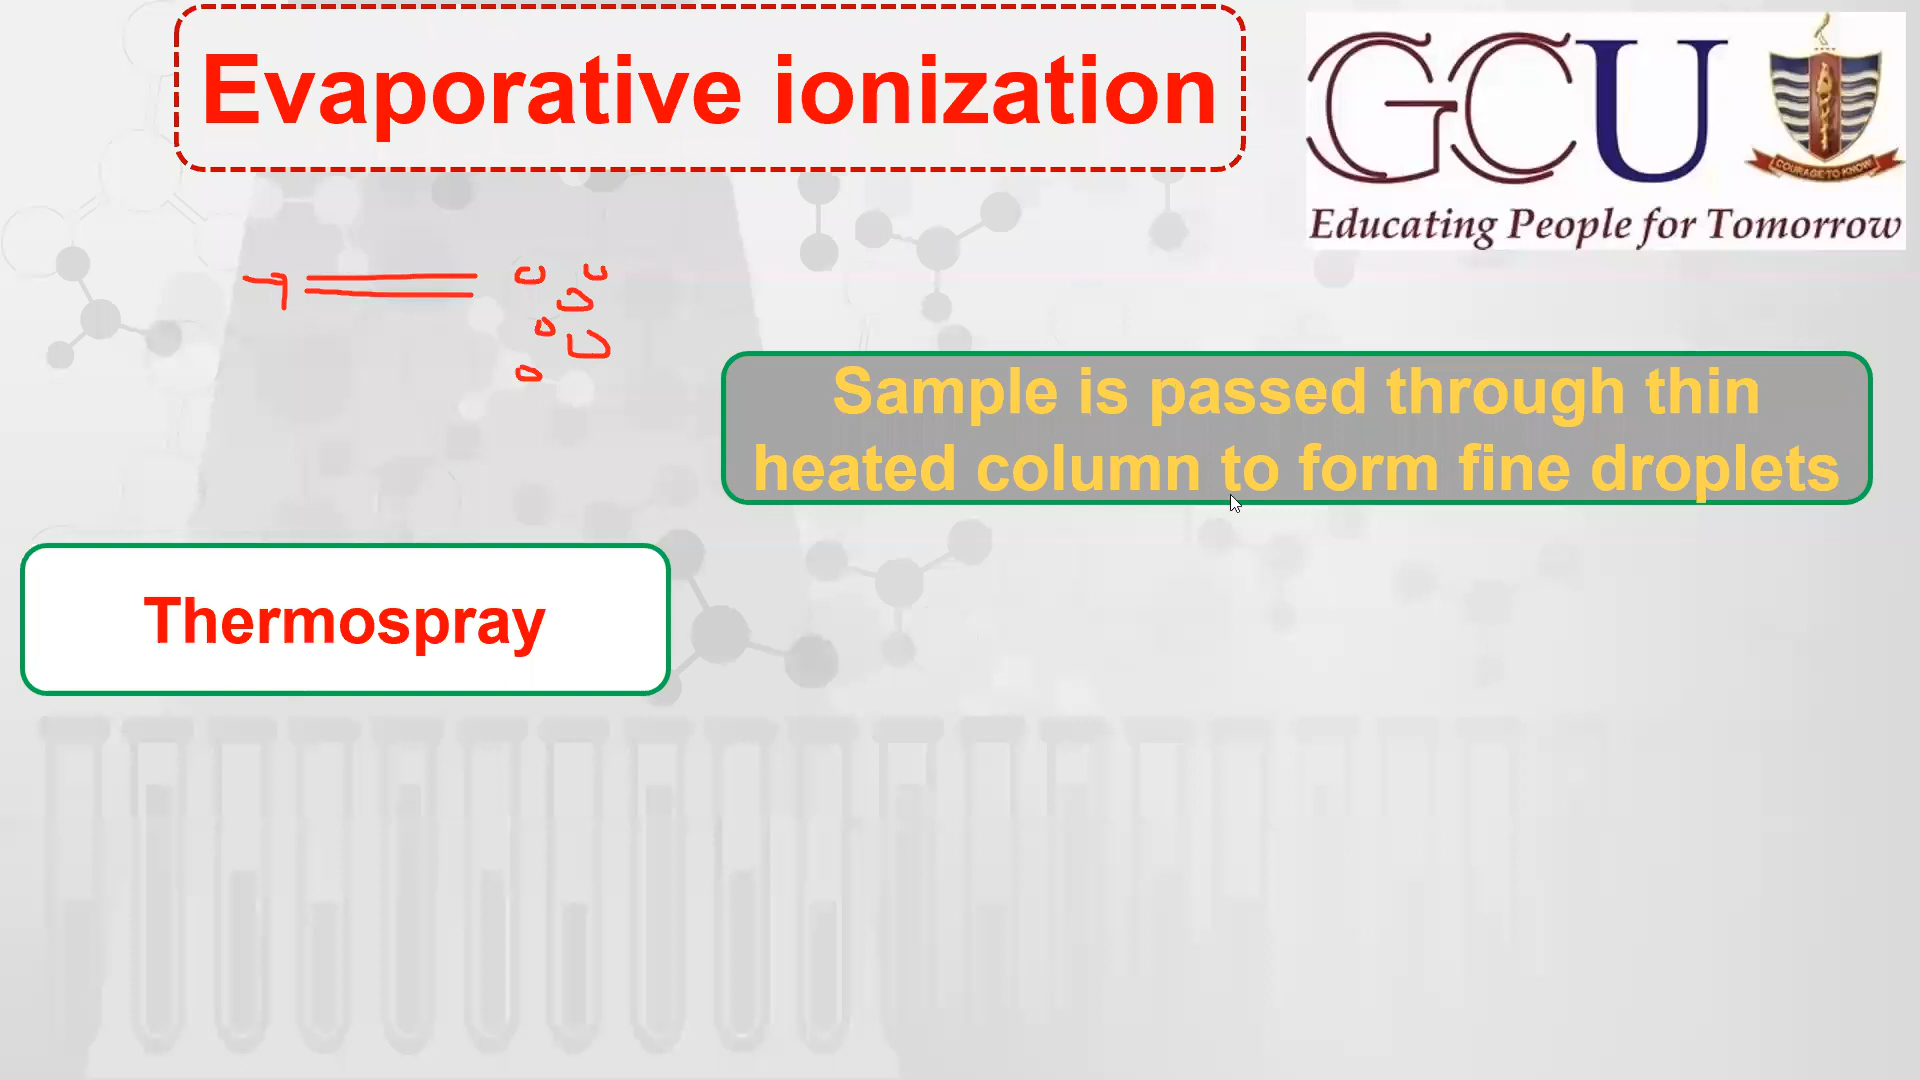 Evaporative ionization
GCU
COURAGE TO KNOW
Educating People for Tomorrow
Sample is passed through thin
heated column to form fine droplets
Thermospray